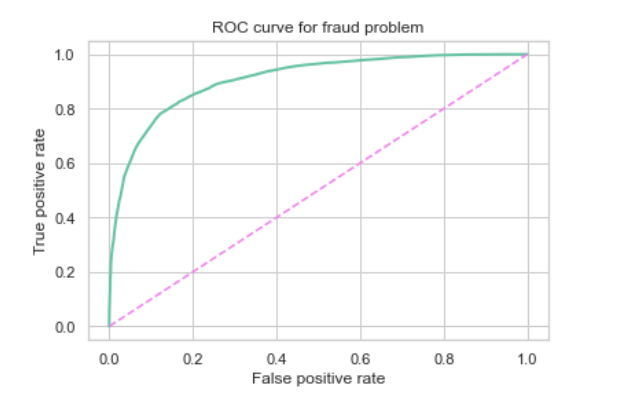 ROC curve for fraud problem
1.0
0.8
0.6
0.4
0.2
0.0
True positive rate
0.0 0.2 0.4 0.6 0.8 1.0
False positive rate